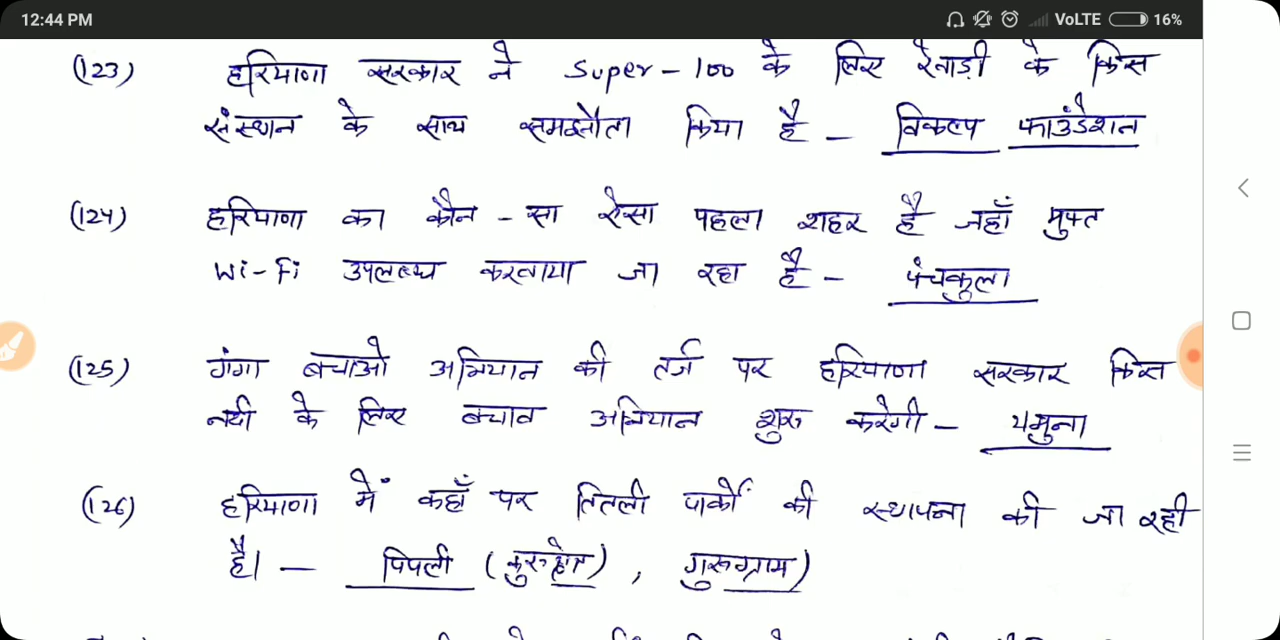 12:44 PM VoLTE 16%
(123) हरियाणा सरकार ने Super-100 के लिए रेवाड़ी के किस
संस्थान के साथ समझौता किया है - विकल्प फाउंडेशन
(124) हरियाणा का कौन-सा ऐसा पहला शहर है जहाँ मुफ्त
Wi-Fi उपलब्ध करवाया जा रहा है - पंचकुला
(125) गंगा बचाओ अभियान की तर्ज पर हरियाणा सरकार किस
नदी के लिए बचाव अभियान शुरु करेगी - यमुना
(126) हरियाणा में कहाँ पर तितली पार्कों की स्थापना की जा रही
है। - पिपली (कुरुक्षेत्र), गुरुग्राम)